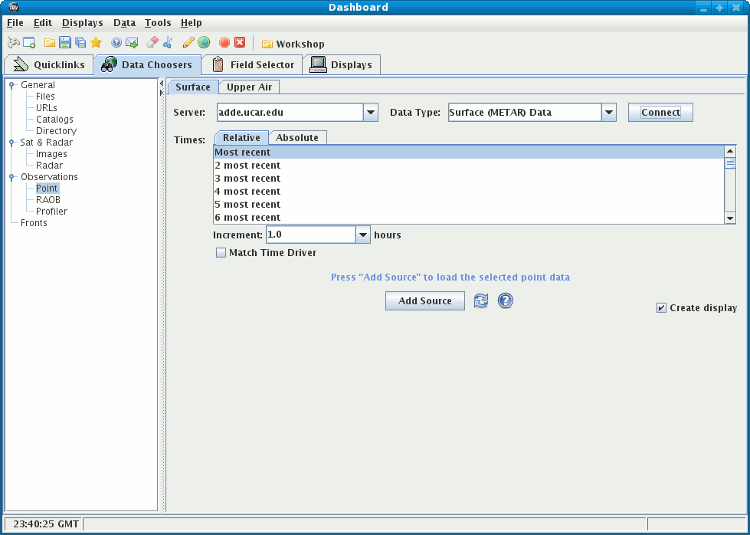 Dashboard
File Edit Displays Data Tools Help
Workshop
Quicklinks Data Choosers Field Selector Displays
General
Files
URLs
Catalogs
Directory
Sat & Radar
Images
Radar
Observations
Point
RAOB
Profiler
Fronts
Surface Upper Air
Server: adde.ucar.edu Data Type: Surface (METAR) Data Connect
Times: Relative Absolute
Most recent
2 most recent
3 most recent
4 most recent
5 most recent
6 most recent
Increment: 1.0 hours
Match Time Driver
Press "Add Source" to load the selected point data
Add Source
Create display
23:40:25 GMT